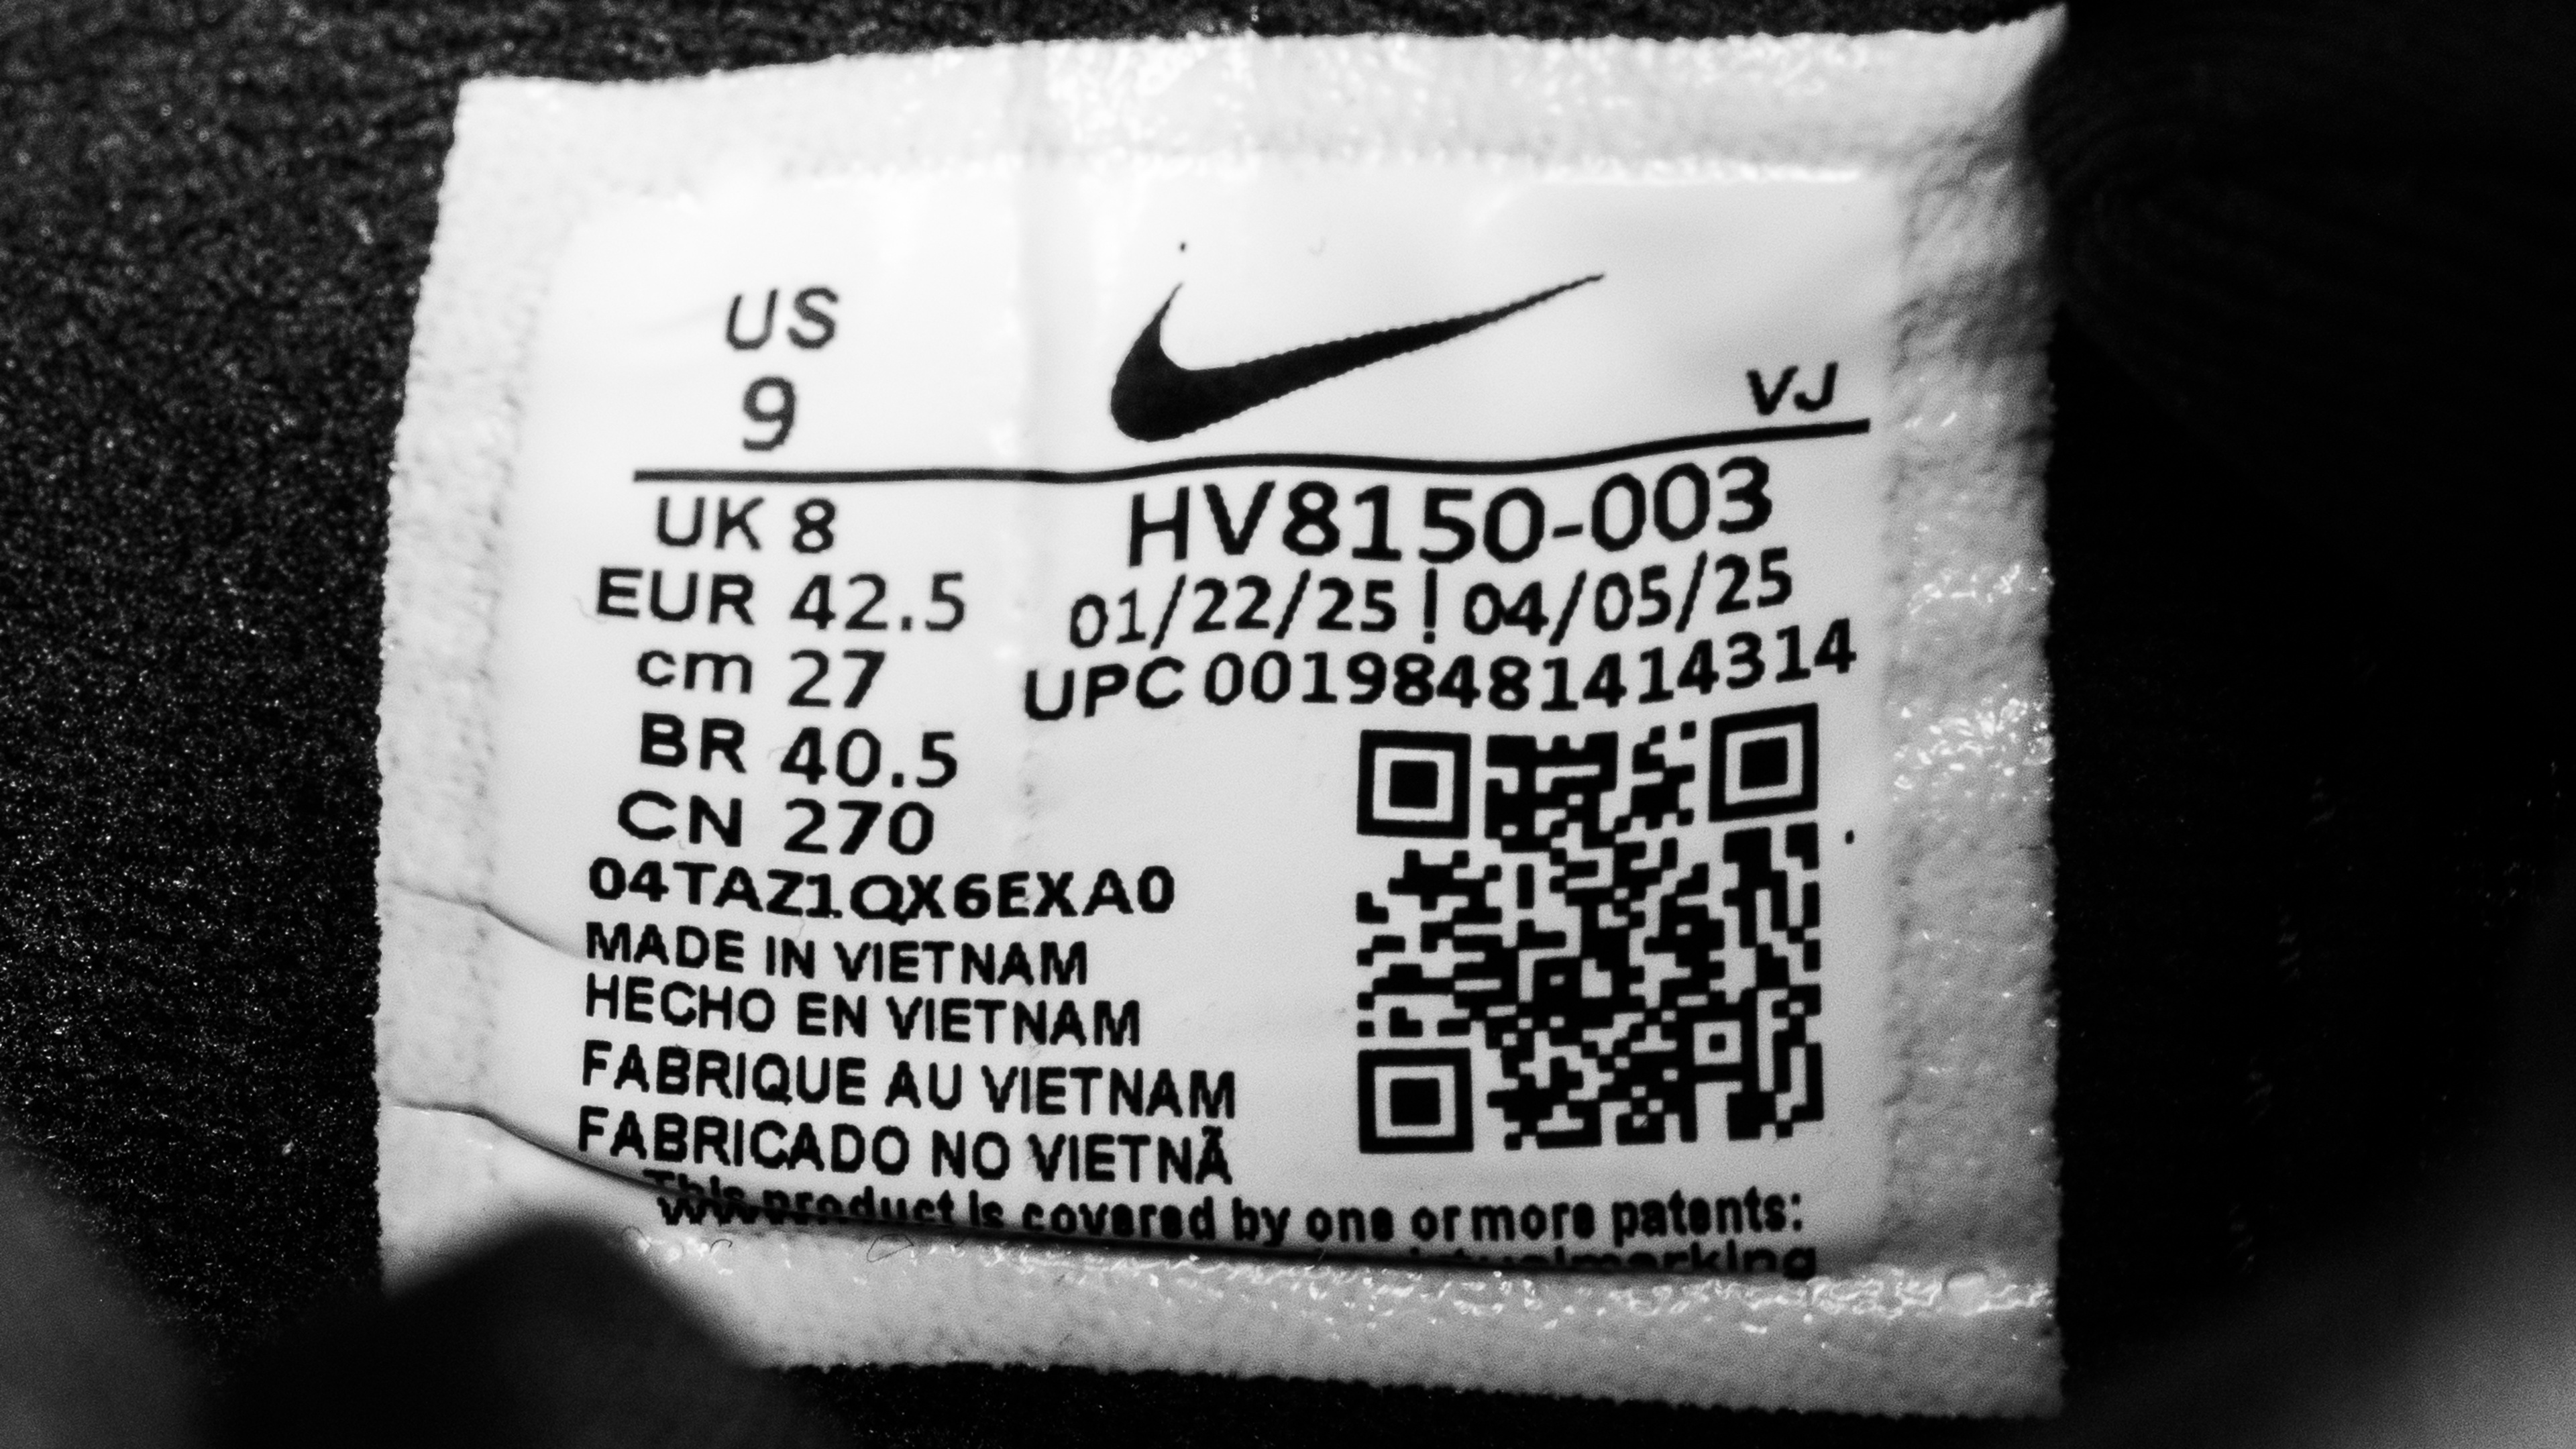 US
9
VJ
UK 8
EUR 42.5
cm 27
BR 40.5
CN 270
HV8150-003
01/22/25 ! 04/05/25
UPC 00198481414314
04TAZ1QX6EXA0
MADE IN VIETNAM
HECHO EN VIETNAM
FABRIQUE AU VIETNAM
FABRICADO NO VIETNÃ
This product is covered by one or more patents: